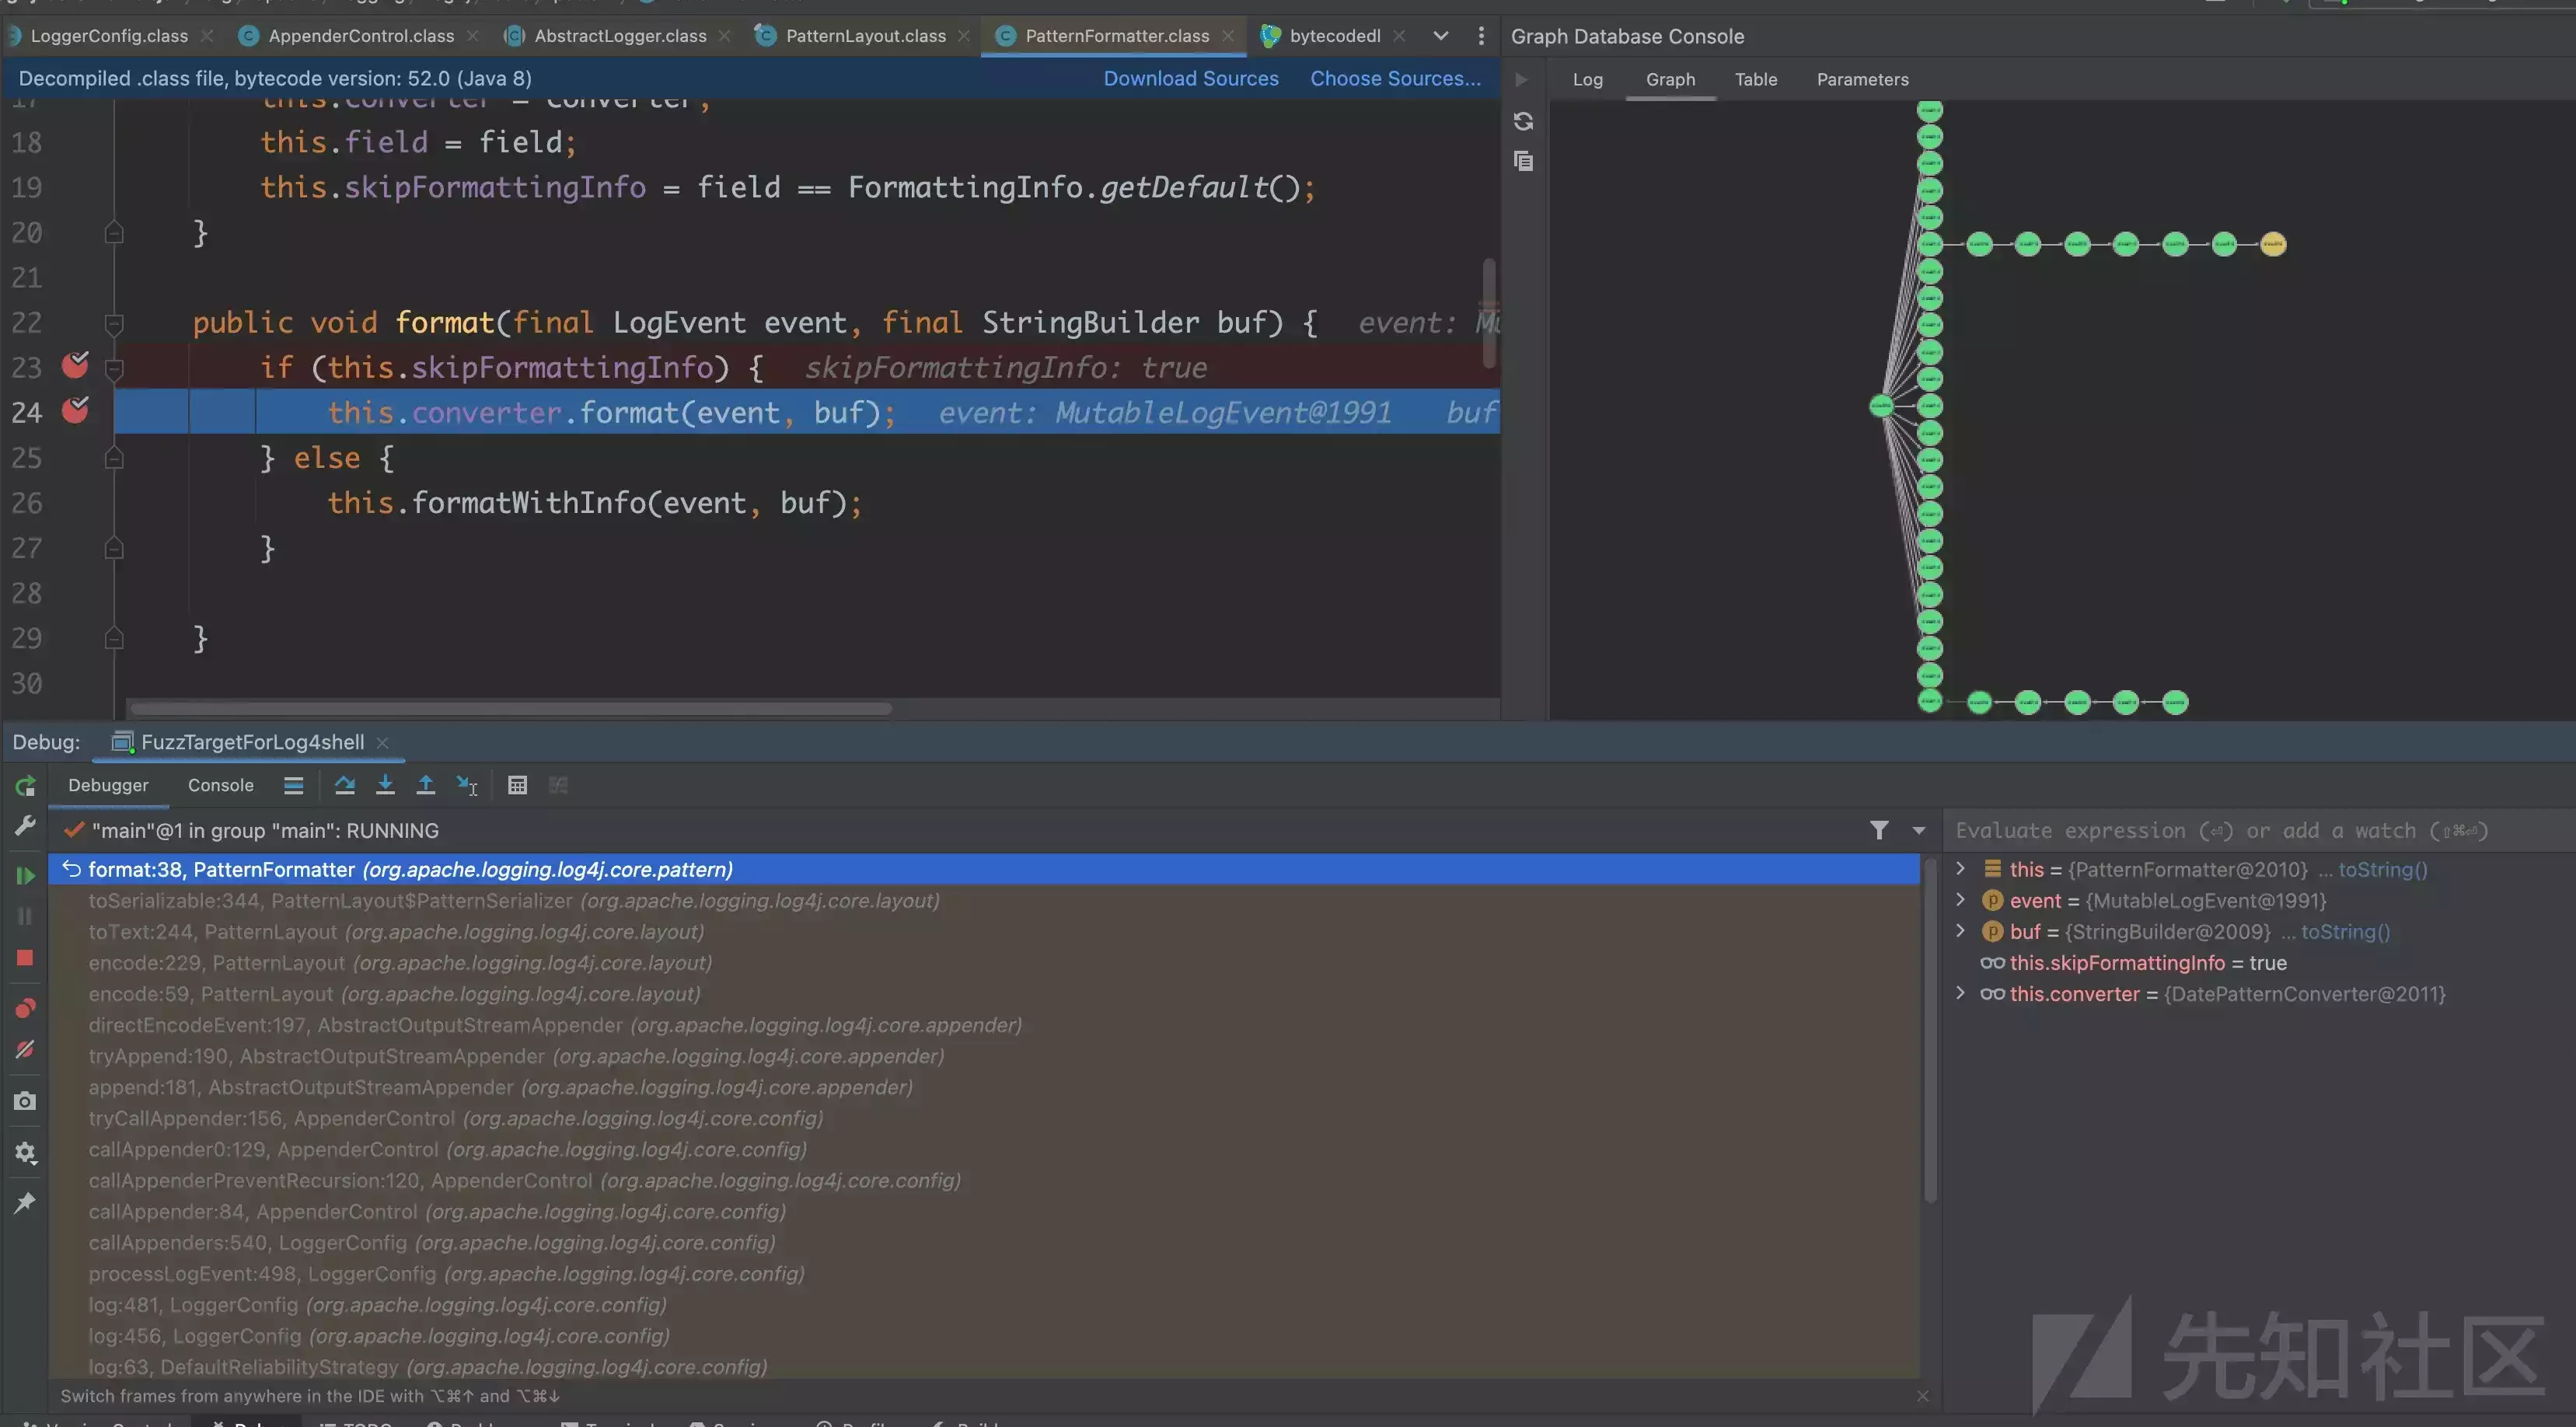 LoggerConfig.class AppenderControl.class AbstractLogger.class PatternLayout.class PatternFormatter.class bytecodedl Graph Database Console
Decompiled .class file, bytecode version: 52.0 (Java 8) Download Sources Choose Sources...
Log Graph Table Parameters
17 this.converter = converter;
18 this.field = field;
19 this.skipFormattingInfo = field == FormattingInfo.getDefault();
20 }
21
22 public void format(final LogEvent event, final StringBuilder buf) { event: Mu
23 if (this.skipFormattingInfo) { skipFormattingInfo: true
24 this.converter.format(event, buf); event: MutableLogEvent@1991 buf
25 } else {
26 this.formatWithInfo(event, buf);
27 }
28
29 }
30
Debug: FuzzTargetForLog4shell
Debugger Console
"main"@1 in group "main": RUNNING
format:38, PatternFormatter (org.apache.logging.log4j.core.pattern)
toSerializable:344, PatternLayout$PatternSerializer (org.apache.logging.log4j.core.layout)
toText:244, PatternLayout (org.apache.logging.log4j.core.layout)
encode:229, PatternLayout (org.apache.logging.log4j.core.layout)
encode:59, PatternLayout (org.apache.logging.log4j.core.layout)
directEncodeEvent:197, AbstractOutputStreamAppender (org.apache.logging.log4j.core.appender)
tryAppend:190, AbstractOutputStreamAppender (org.apache.logging.log4j.core.appender)
append:181, AbstractOutputStreamAppender (org.apache.logging.log4j.core.appender)
tryCallAppender:156, AppenderControl (org.apache.logging.log4j.core.config)
callAppender0:129, AppenderControl (org.apache.logging.log4j.core.config)
callAppenderPreventRecursion:120, AppenderControl (org.apache.logging.log4j.core.config)
callAppender:84, AppenderControl (org.apache.logging.log4j.core.config)
callAppenders:540, LoggerConfig (org.apache.logging.log4j.core.config)
processLogEvent:498, LoggerConfig (org.apache.logging.log4j.core.config)
log:481, LoggerConfig (org.apache.logging.log4j.core.config)
log:456, LoggerConfig (org.apache.logging.log4j.core.config)
log:63, DefaultReliabilityStrategy (org.apache.logging.log4j.core.config)
Switch frames from anywhere in the IDE with ⌥⌘↑ and ⌥⌘↓
Evaluate expression (⏎) or add a watch (⇧⌘⏎)
this = {PatternFormatter@2010} ... toString()
event = {MutableLogEvent@1991}
buf = {StringBuilder@2009} ... toString()
this.skipFormattingInfo = true
this.converter = {DatePatternConverter@2011}
先知社区